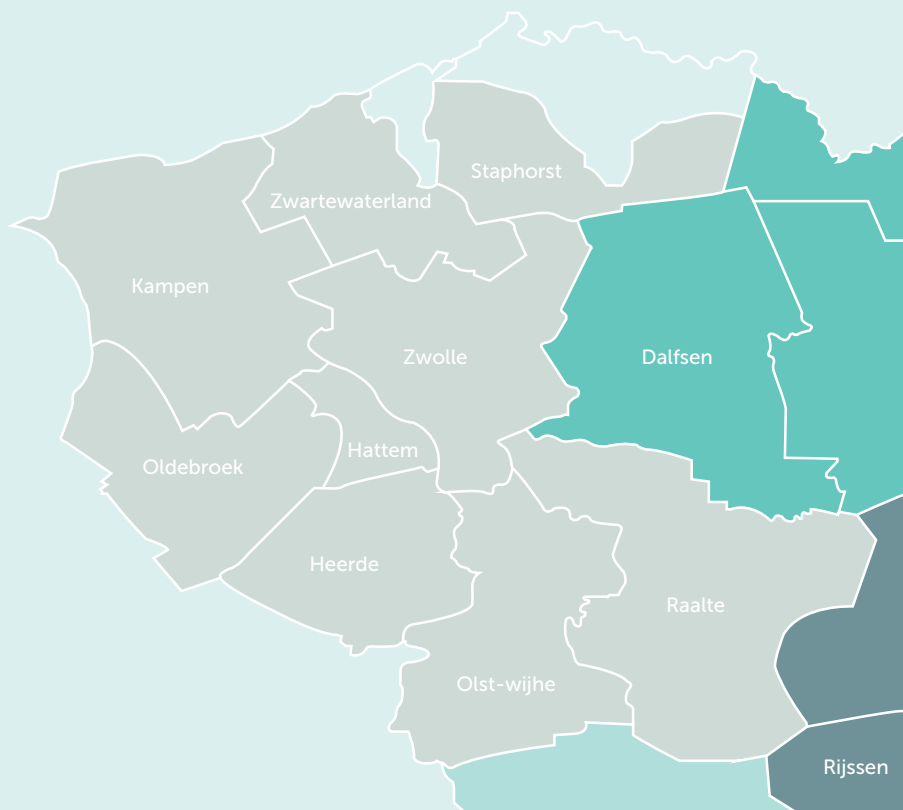 Staphorst
Zwartewaterland
Kampen
Zwolle
Dalfsen
Hattem
Oldebroek
Heerde
Raalte
Olst-wijhe
Rijssen